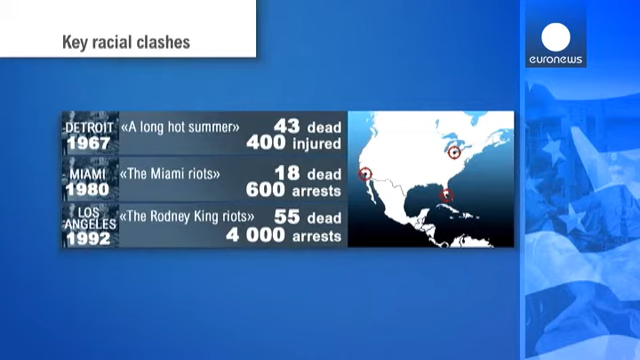 Key racial clashes
euronews
DETROIT «A long hot summer» 43 dead
1967 400 injured
MIAMI «The Miami riots» 18 dead
1980 600 arrests
LOS
ANGELES «The Rodney King riots» 55 dead
1992 4 000 arrests